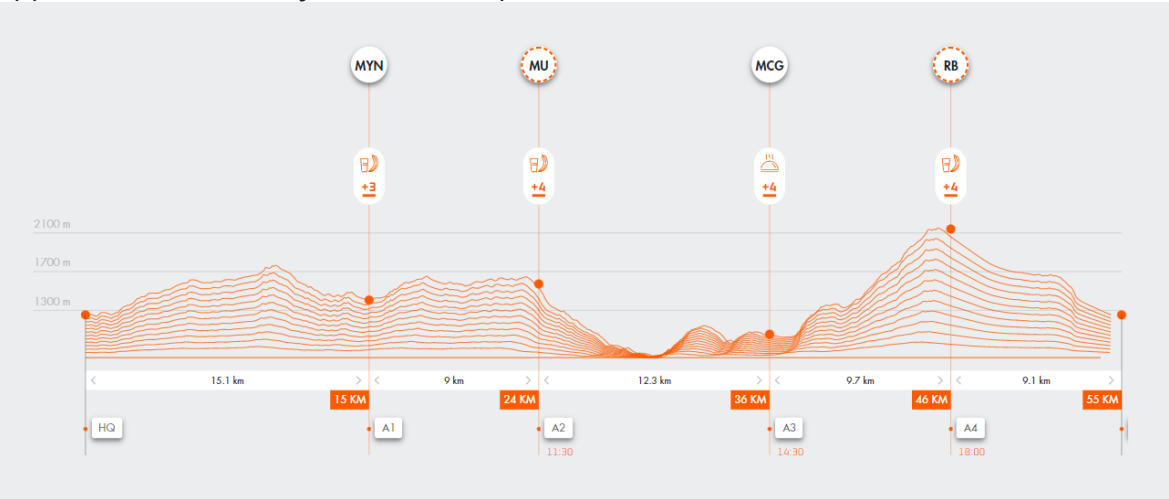 MYN
MU
MCG
RB
+3
+4
+4
+4
2100 m
1700 m
1300 m
15.1 km
9 km
12.3 km
9.7 km
9.1 km
15 KM
24 KM
36 KM
46 KM
55 KM
HQ
A1
A2
A3
A4
11:30
14:30
18:00